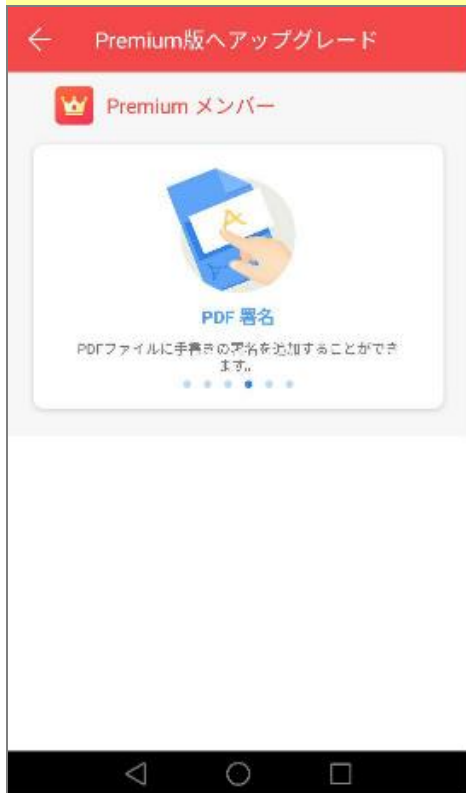 Premium版へアップグレード
Premium メンバー
PDF 署名
PDFファイルに手書きの署名を追加することができ
ます。